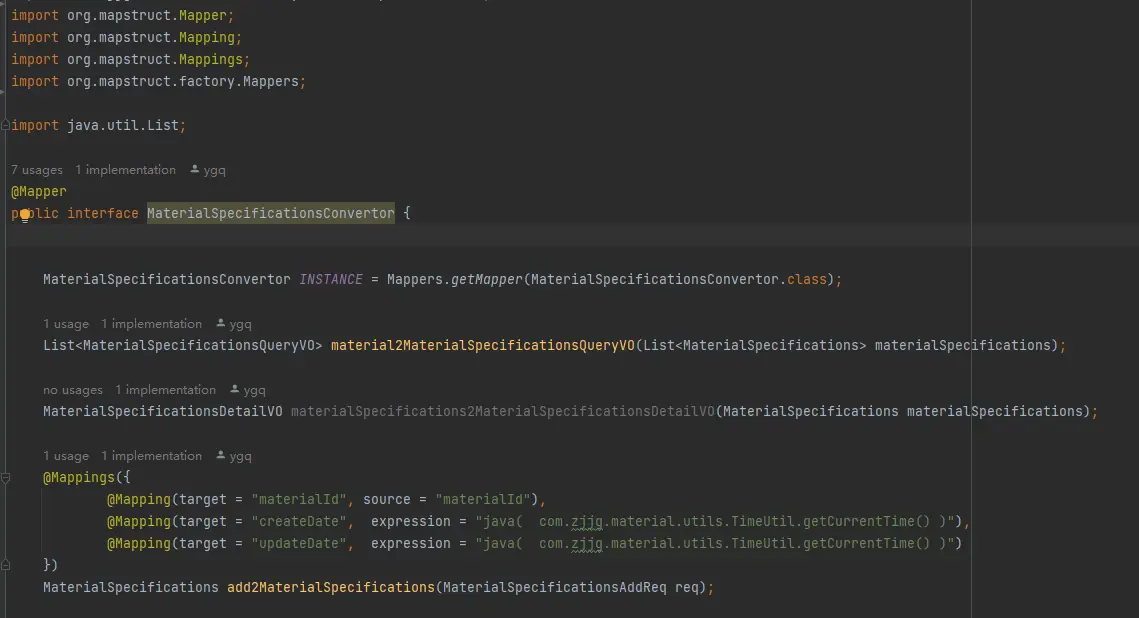 import org.mapstruct.Mapper;
import org.mapstruct.Mapping;
import org.mapstruct.Mappings;
import org.mapstruct.factory.Mappers;
import java.util.List;
7 usages 1 implementation ygq
@Mapper
public interface MaterialSpecificationsConvertor {
MaterialSpecificationsConvertor INSTANCE = Mappers.getMapper(MaterialSpecificationsConvertor.class);
1 usage 1 implementation ygq
List<MaterialSpecificationsQueryVO> material2MaterialSpecificationsQueryVO(List<MaterialSpecifications> materialSpecifications);
no usages 1 implementation ygq
MaterialSpecificationsDetailVO materialSpecifications2MaterialSpecificationsDetailVO(MaterialSpecifications materialSpecifications);
1 usage 1 implementation ygq
@Mappings({
@Mapping(target = "materialId", source = "materialId"),
@Mapping(target = "createDate", expression = "java( com.zjjg.material.utils.TimeUtil.getCurrentTime() )"),
@Mapping(target = "updateDate", expression = "java( com.zjjg.material.utils.TimeUtil.getCurrentTime() )")
})
MaterialSpecifications add2MaterialSpecifications(MaterialSpecificationsAddReq req);